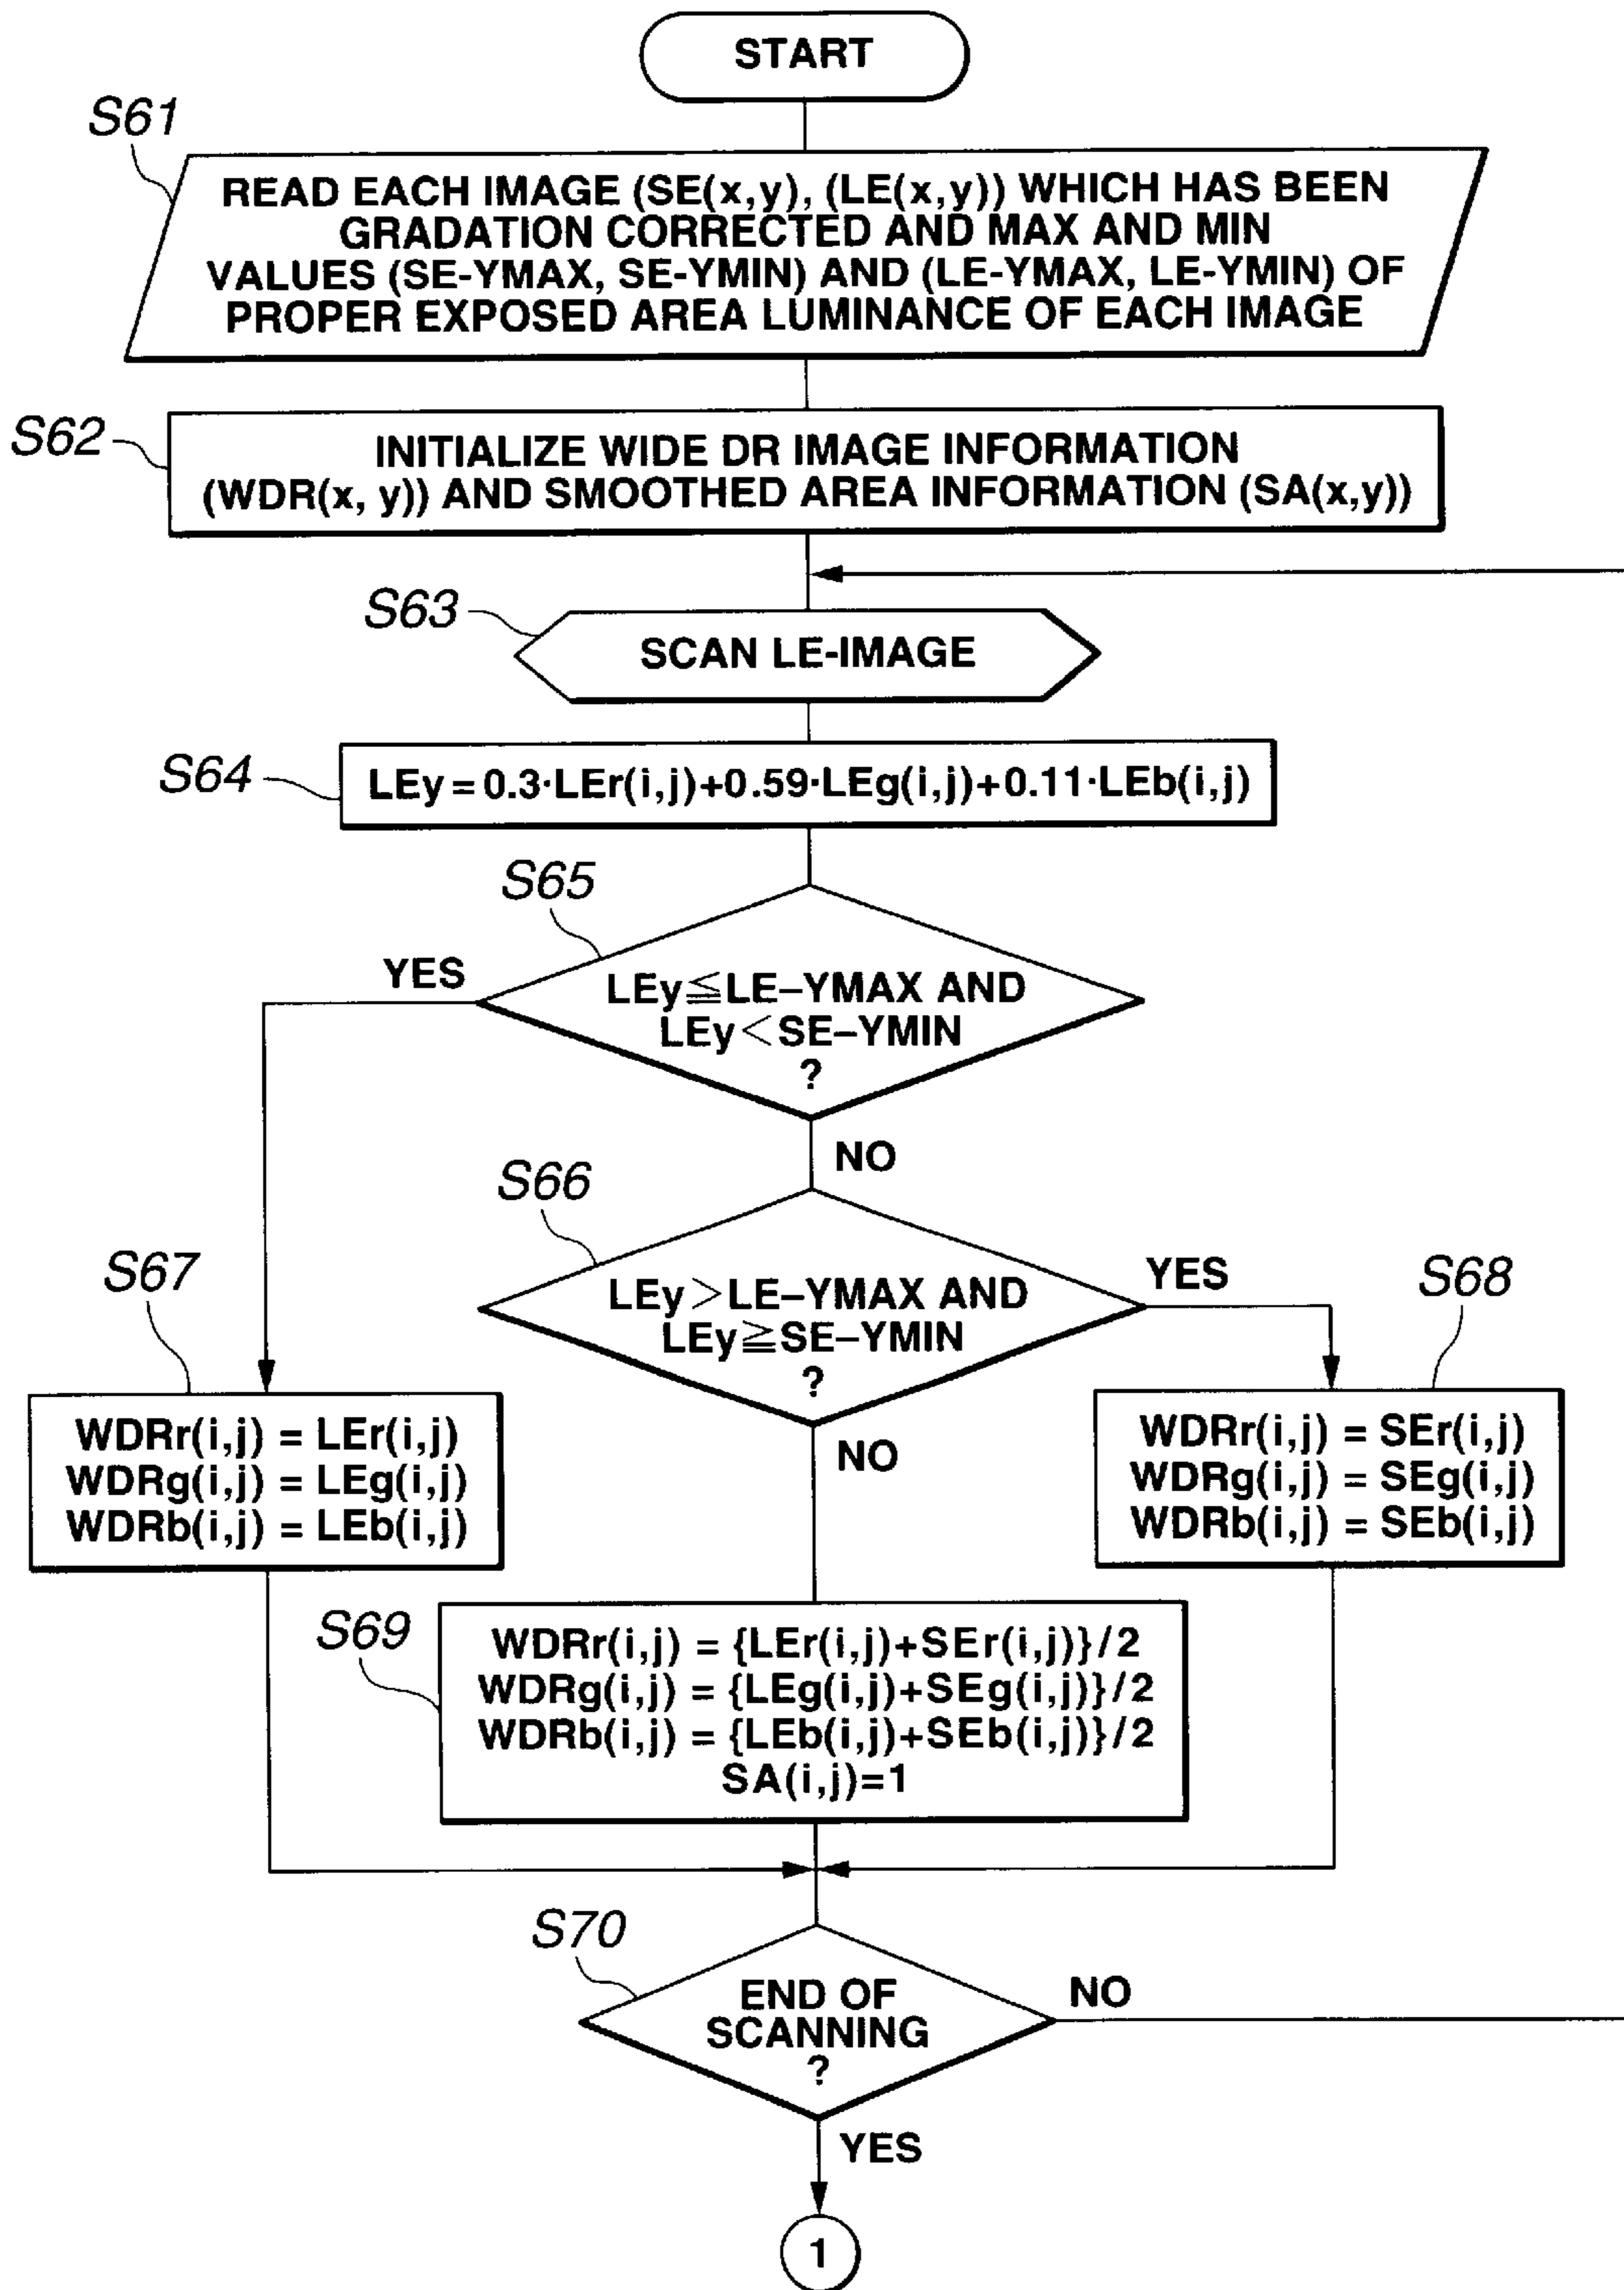 START
S61
READ EACH IMAGE (SE(x,y), (LE(x,y)) WHICH HAS BEEN
GRADATION CORRECTED AND MAX AND MIN
VALUES (SE-YMAX, SE-YMIN) AND (LE-YMAX, LE-YMIN) OF
PROPER EXPOSED AREA LUMINANCE OF EACH IMAGE
S62
INITIALIZE WIDE DR IMAGE INFORMATION
(WDR(x, y)) AND SMOOTHED AREA INFORMATION (SA(x,y))
S63
SCAN LE-IMAGE
S64
LEy=0.3·LEr(i,j)+0.59·LEg(i,j)+0.11·LEb(i,j)
S65
YES
LEy≦LE–YMAX AND
LEy<SE–YMIN
?
NO
S66
YES
LEy>LE–YMAX AND
LEy≧SE–YMIN
?
NO
S67
WDRr(i,j) = LEr(i,j)
WDRg(i,j) = LEg(i,j)
WDRb(i,j) = LEb(i,j)
S68
WDRr(i,j) = SEr(i,j)
WDRg(i,j) = SEg(i,j)
WDRb(i,j) = SEb(i,j)
S69
WDRr(i,j) = {LEr(i,j)+SEr(i,j)}/2
WDRg(i,j) = {LEg(i,j)+SEg(i,j)}/2
WDRb(i,j) = {LEb(i,j)+SEb(i,j)}/2
SA(i,j)=1
S70
END OF
SCANNING
?
NO
YES
1